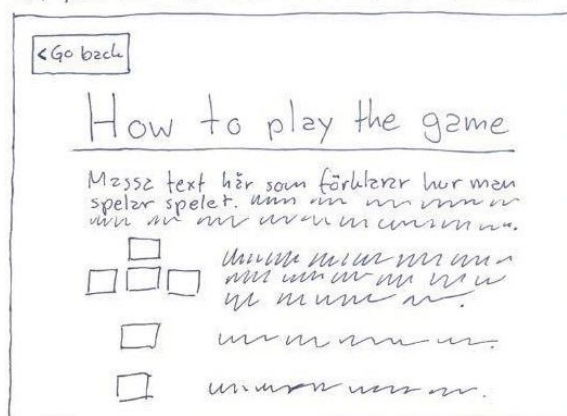 < Go back
How to play the game
Massa text här som förklarar hur man
spelar spelet.